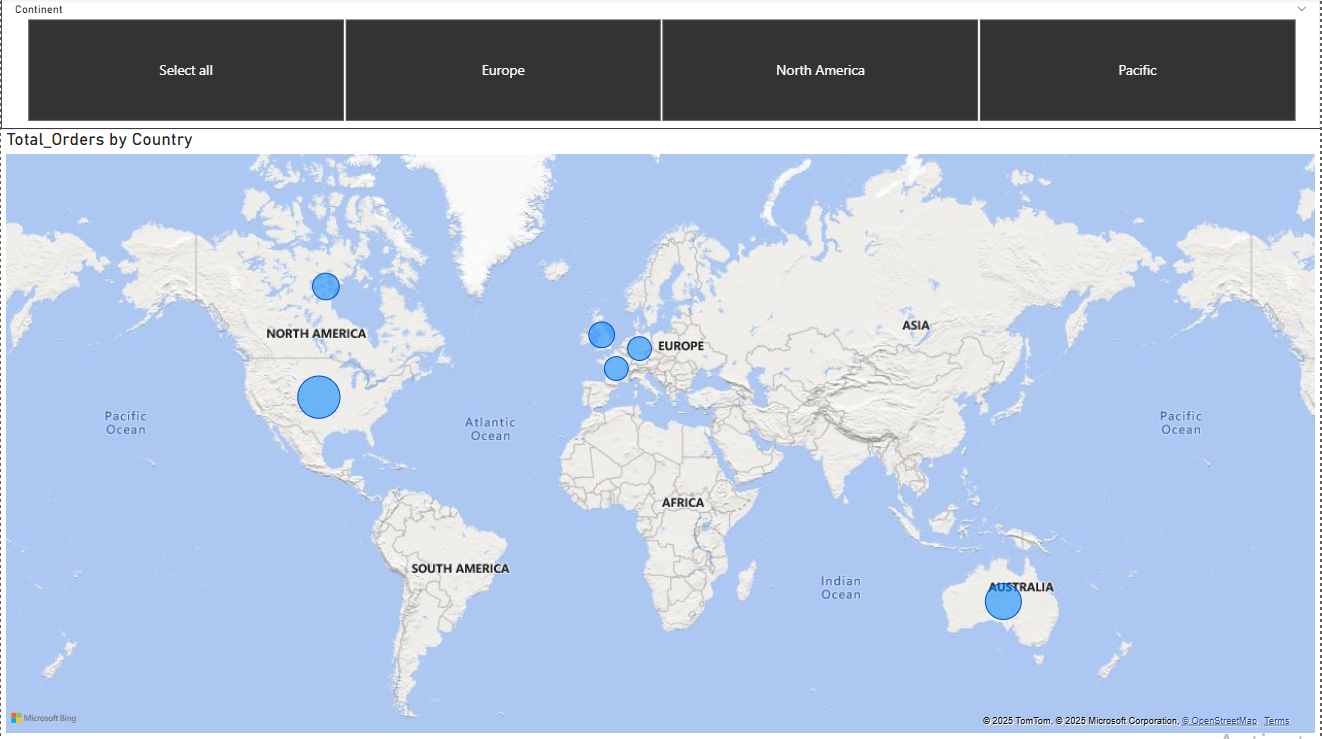 Continent
Select all
Europe
North America
Pacific
Total_Orders by Country
NORTH AMERICA
EUROPE
ASIA
Pacific
Ocean
Atlantic
Ocean
Pacific
Ocean
AFRICA
SOUTH AMERICA
Indian
Ocean
AUSTRALIA
Microsoft Bing
© 2025 TomTom, © 2025 Microsoft Corporation, © OpenStreetMap Terms